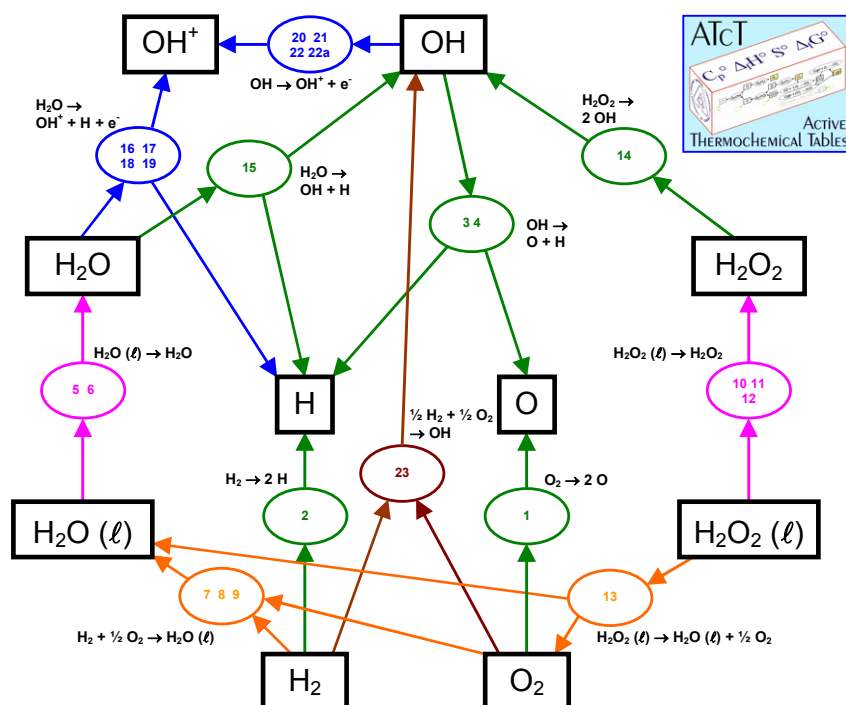 OH⁺
20 21
22 22a
OH
OH → OH⁺ + e⁻
ATcT
Cp° ΔfH° S° ΔfG°
ACTIVE
THERMOCHEMICAL TABLES
H₂O →
OH⁺ + H + e⁻
16 17
18 19
15
H₂O →
OH + H
H₂O₂ →
2 OH
14
3 4
OH →
O + H
H₂O
H₂O₂
H₂O (ℓ) → H₂O
5 6
H₂O₂ (ℓ) → H₂O₂
10 11
12
H
O
½ H₂ + ½ O₂
→ OH
23
H₂ → 2 H
2
O₂ → 2 O
1
H₂O (ℓ)
H₂O₂ (ℓ)
7 8 9
13
H₂ + ½ O₂ → H₂O (ℓ)
H₂O₂ (ℓ) → H₂O (ℓ) + ½ O₂
H₂
O₂